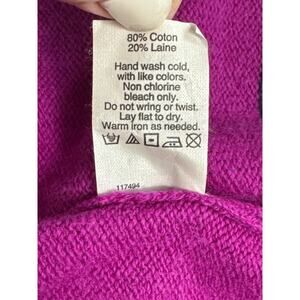 80% Coton
20% Laine
Hand wash cold,
with like colors.
Non chlorine
bleach only.
Do not wring or twist.
Lay flat to dry.
Warm iron as needed.
117494